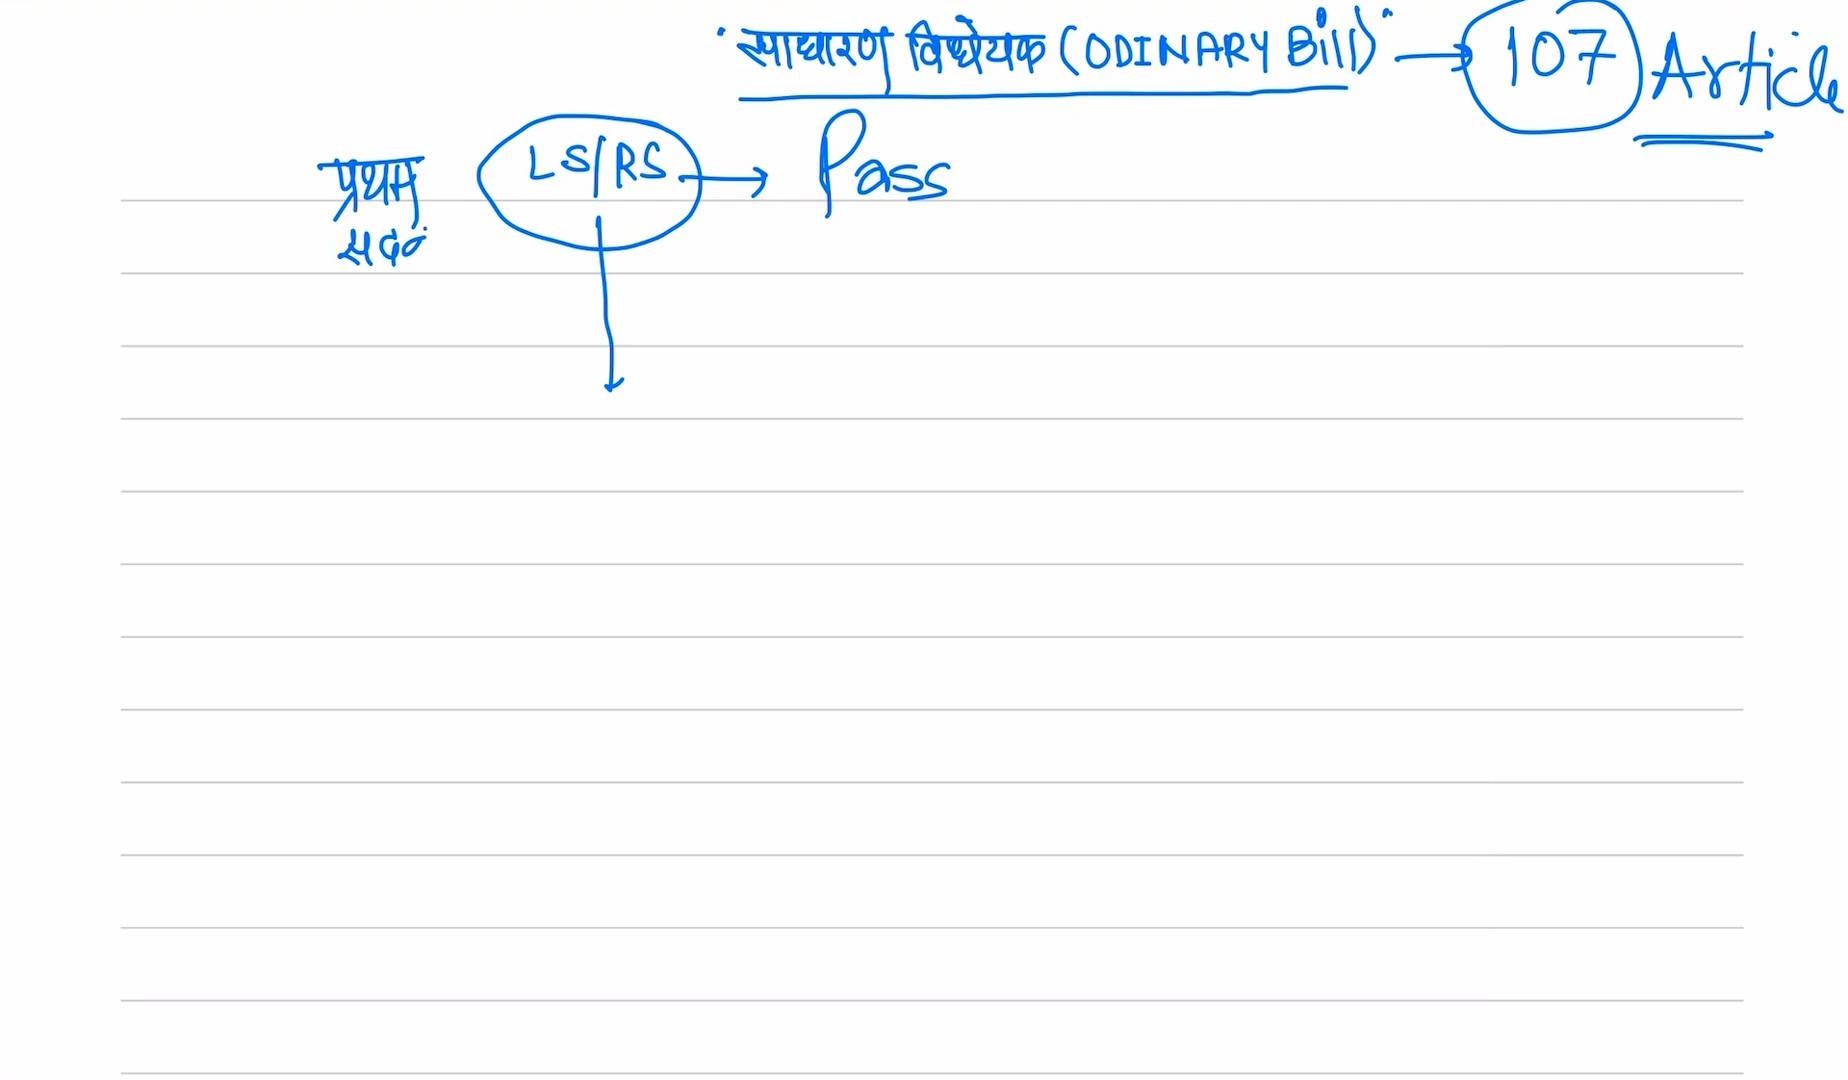 "साधारण विधेयक (ODINARY Bill)" → 107 Article
प्रथम सदन LS/RS → Pass